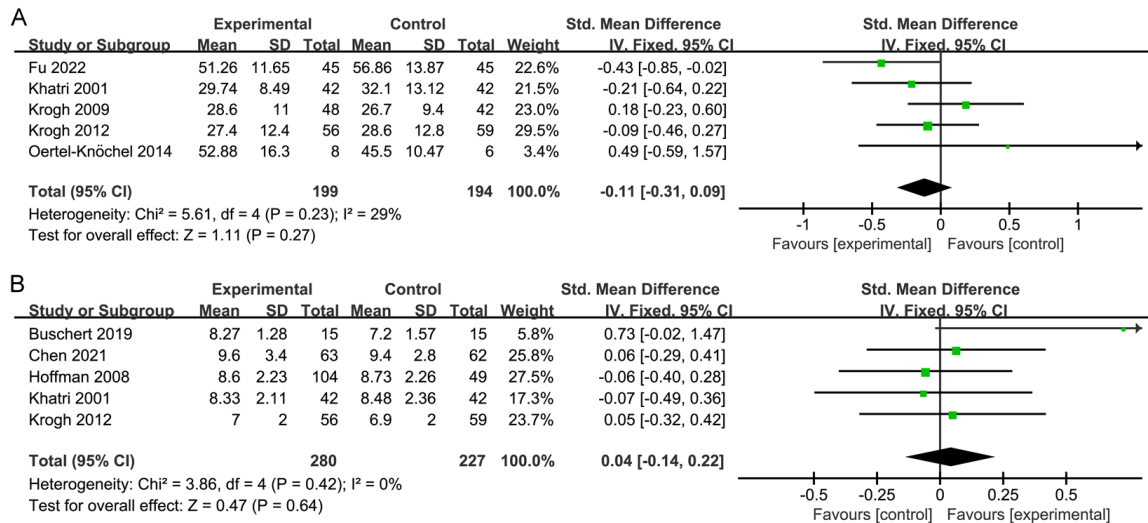 A
Experimental Control Std. Mean Difference Std. Mean Difference
Study or Subgroup Mean SD Total Mean SD Total Weight IV. Fixed. 95% CI IV. Fixed. 95% CI
Fu 2022 51.26 11.65 45 56.86 13.87 45 22.6% -0.43 [-0.85, -0.02]
Khatri 2001 29.74 8.49 42 32.1 13.12 42 21.5% -0.21 [-0.64, 0.22]
Krogh 2009 28.6 11 48 26.7 9.4 42 23.0% 0.18 [-0.23, 0.60]
Krogh 2012 27.4 12.4 56 28.6 12.8 59 29.5% -0.09 [-0.46, 0.27]
Oertel-Knöchel 2014 52.88 16.3 8 45.5 10.47 6 3.4% 0.49 [-0.59, 1.57]
Total (95% CI) 199 194 100.0% -0.11 [-0.31, 0.09]
Heterogeneity: Chi² = 5.61, df = 4 (P = 0.23); I² = 29%
Test for overall effect: Z = 1.11 (P = 0.27)
-1 -0.5 0 0.5 1
Favours [experimental] Favours [control]
B
Experimental Control Std. Mean Difference Std. Mean Difference
Study or Subgroup Mean SD Total Mean SD Total Weight IV. Fixed. 95% CI IV. Fixed. 95% CI
Buschert 2019 8.27 1.28 15 7.2 1.57 15 5.8% 0.73 [-0.02, 1.47]
Chen 2021 9.6 3.4 63 9.4 2.8 62 25.8% 0.06 [-0.29, 0.41]
Hoffman 2008 8.6 2.23 104 8.73 2.26 49 27.5% -0.06 [-0.40, 0.28]
Khatri 2001 8.33 2.11 42 8.48 2.36 42 17.3% -0.07 [-0.49, 0.36]
Krogh 2012 7 2 56 6.9 2 59 23.7% 0.05 [-0.32, 0.42]
Total (95% CI) 280 227 100.0% 0.04 [-0.14, 0.22]
Heterogeneity: Chi² = 3.86, df = 4 (P = 0.42); I² = 0%
Test for overall effect: Z = 0.47 (P = 0.64)
-0.5 -0.25 0 0.25 0.5
Favours [control] Favours [experimental]